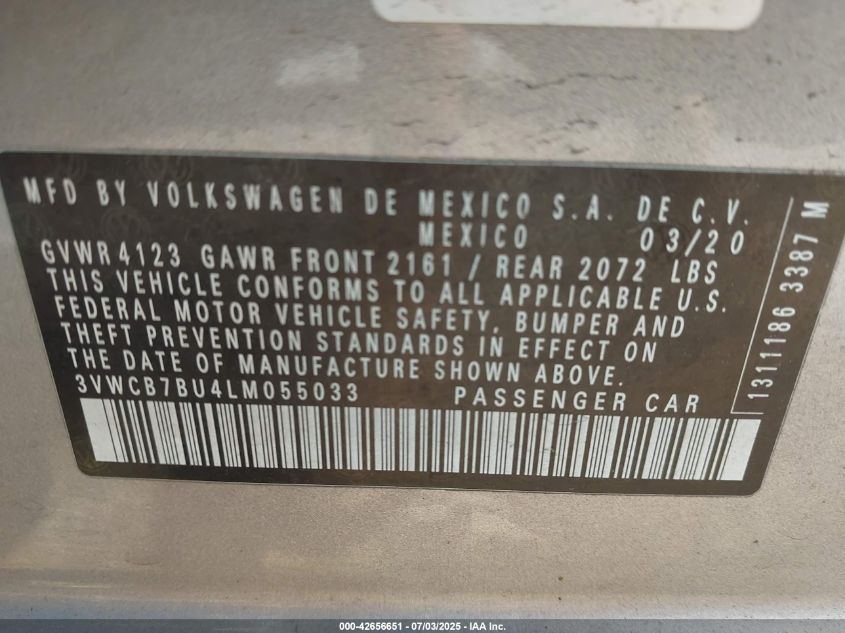 MFD BY VOLKSWAGEN DE MEXICO S.A. DE C.V.
MEXICO 03/20
GVWR 4123 GAWR FRONT 2161 / REAR 2072 LBS
THIS VEHICLE CONFORMS TO ALL APPLICABLE U.S.
FEDERAL MOTOR VEHICLE SAFETY, BUMPER AND
THEFT PREVENTION STANDARDS IN EFFECT ON
THE DATE OF MANUFACTURE SHOWN ABOVE.
3VWCB7BU4LM055033 PASSENGER CAR
1311186 3387 M
000-42656651 / 07/03/2025 - IAA Inc.